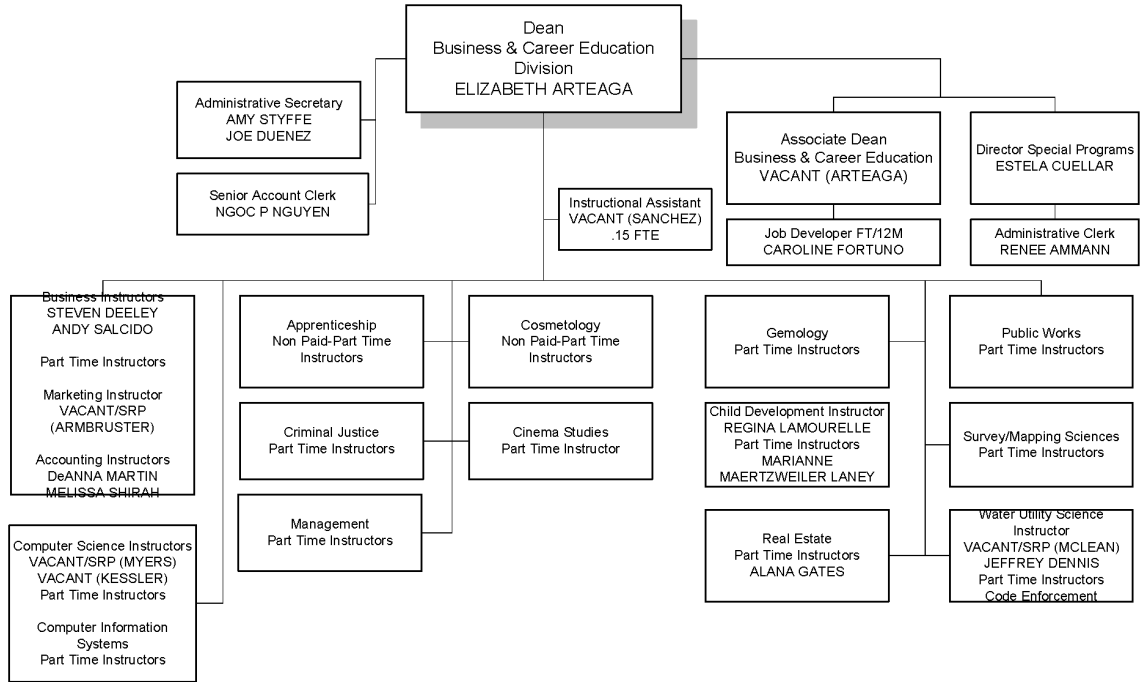 Dean
Business & Career Education
Division
ELIZABETH ARTEAGA
Administrative Secretary
AMY STYFFE
JOE DUENEZ
Senior Account Clerk
NGOC P NGUYEN
Instructional Assistant
VACANT (SANCHEZ)
.15 FTE
Associate Dean
Business & Career Education
VACANT (ARTEAGA)
Job Developer FT/12M
CAROLINE FORTUNO
Director Special Programs
ESTELA CUELLAR
Administrative Clerk
RENEE AMMANN
Business Instructors
STEVEN DEELEY
ANDY SALCIDO
Part Time Instructors
Marketing Instructor
VACANT/SRP
(ARMBRUSTER)
Accounting Instructors
DeANNA MARTIN
MELISSA SHIRAH
Computer Science Instructors
VACANT/SRP (MYERS)
VACANT (KESSLER)
Part Time Instructors
Computer Information
Systems
Part Time Instructors
Apprenticeship
Non Paid-Part Time
Instructors
Cosmetology
Non Paid-Part Time
Instructors
Criminal Justice
Part Time Instructors
Cinema Studies
Part Time Instructor
Management
Part Time Instructors
Gemology
Part Time Instructors
Public Works
Part Time Instructors
Child Development Instructor
REGINA LAMOURELLE
Part Time Instructors
MARIANNE
MAERTZWEILER LANEY
Survey/Mapping Sciences
Part Time Instructors
Real Estate
Part Time Instructors
ALANA GATES
Water Utility Science
Instructor
VACANT/SRP (MCLEAN)
JEFFREY DENNIS
Part Time Instructors
Code Enforcement